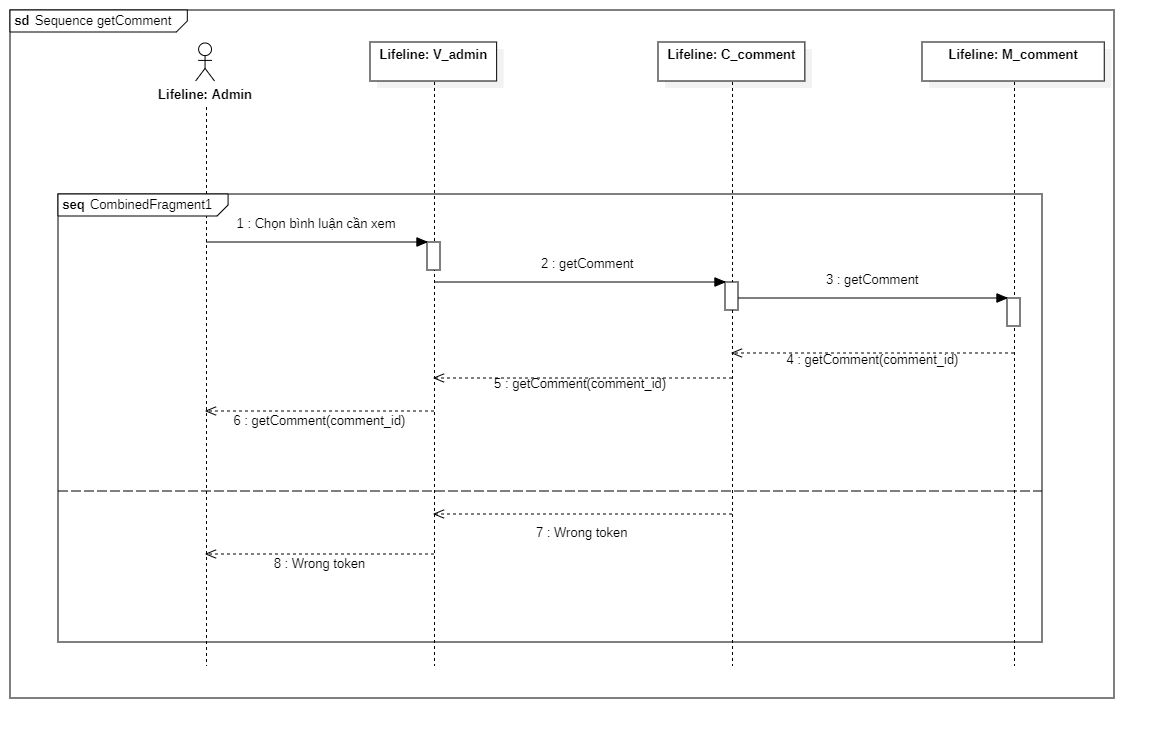 sd Sequence getComment
Lifeline: Admin
Lifeline: V_admin
Lifeline: C_comment
Lifeline: M_comment
seq CombinedFragment1
1 : Chọn bình luận cần xem
2 : getComment
3 : getComment
4 : getComment(comment_id)
5 : getComment(comment_id)
6 : getComment(comment_id)
7 : Wrong token
8 : Wrong token